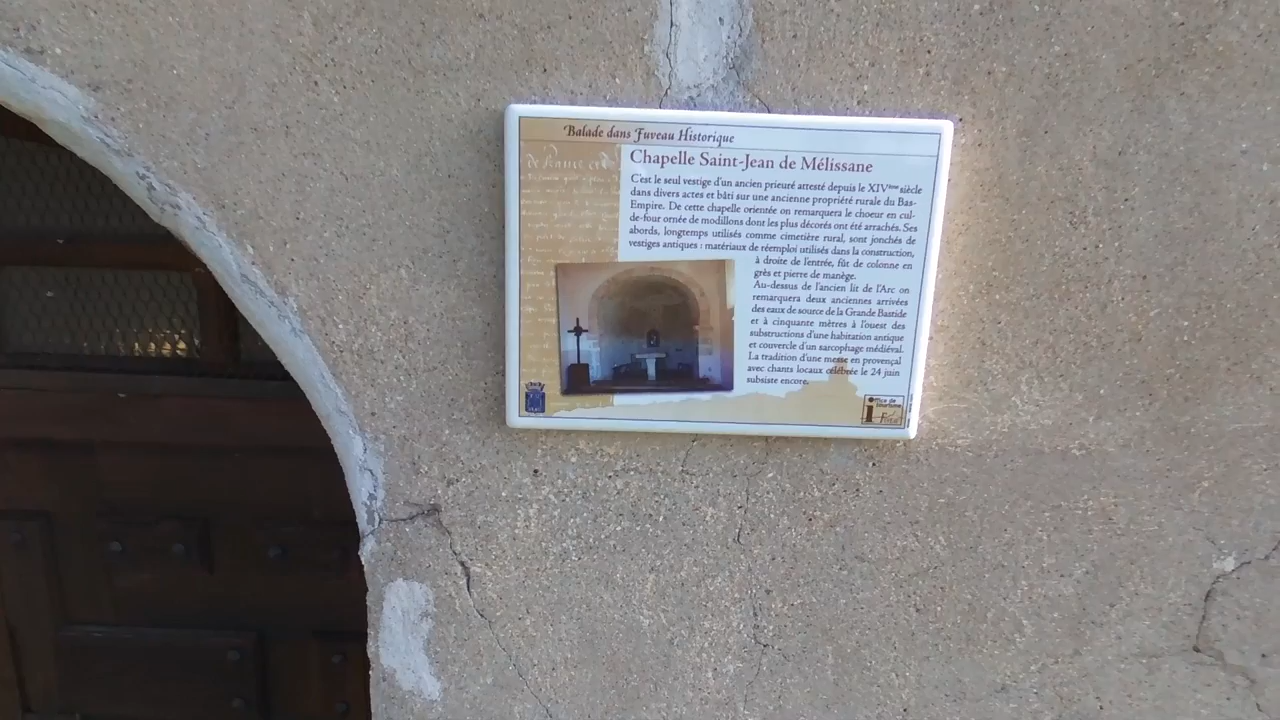 Balade dans Fuveau Historique
Chapelle Saint-Jean de Mélissane
C'est le seul vestige d'un ancien prieuré attesté depuis le XIVème siècle
dans divers actes et bâti sur une ancienne propriété rurale du Bas-
Empire. De cette chapelle orientée on remarquera le choeur en cul-
de-four ornée de modillons dont les plus décorés ont été arrachés. Ses
abords, longtemps utilisés comme cimetière rural, sont jonchés de
vestiges antiques : matériaux de réemploi utilisés dans la construction,
à droite de l'entrée, fût de colonne en
grès et pierre de manège.
Au-dessus de l'ancien lit de l'Arc on
remarquera deux anciennes arrivées
des eaux de source de la Grande Bastide
et à cinquante mètres à l'ouest des
substructions d'une habitation antique
et couvercle d'un sarcophage médiéval.
La tradition d'une messe en provençal
avec chants locaux célébrée le 24 juin
subsiste encore.
Office de
Tourisme